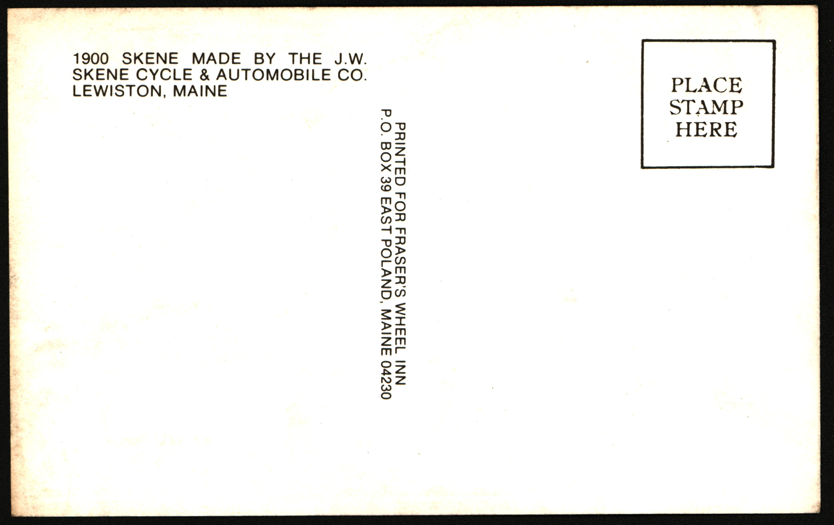 1900 SKENE MADE BY THE J.W.
SKENE CYCLE & AUTOMOBILE CO.
LEWISTON, MAINE
PRINTED FOR FRASER'S WHEEL INN
P.O. BOX 39 EAST POLAND, MAINE 04230
PLACE
STAMP
HERE